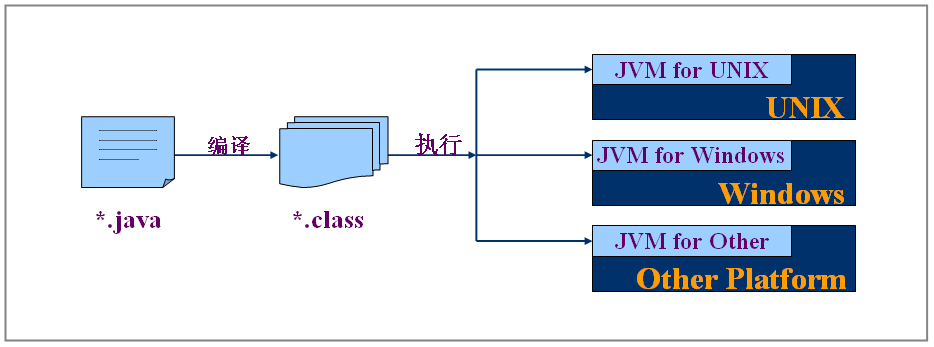 *.java
编译
*.class
执行
JVM for UNIX
UNIX
JVM for Windows
Windows
JVM for Other
Other Platform